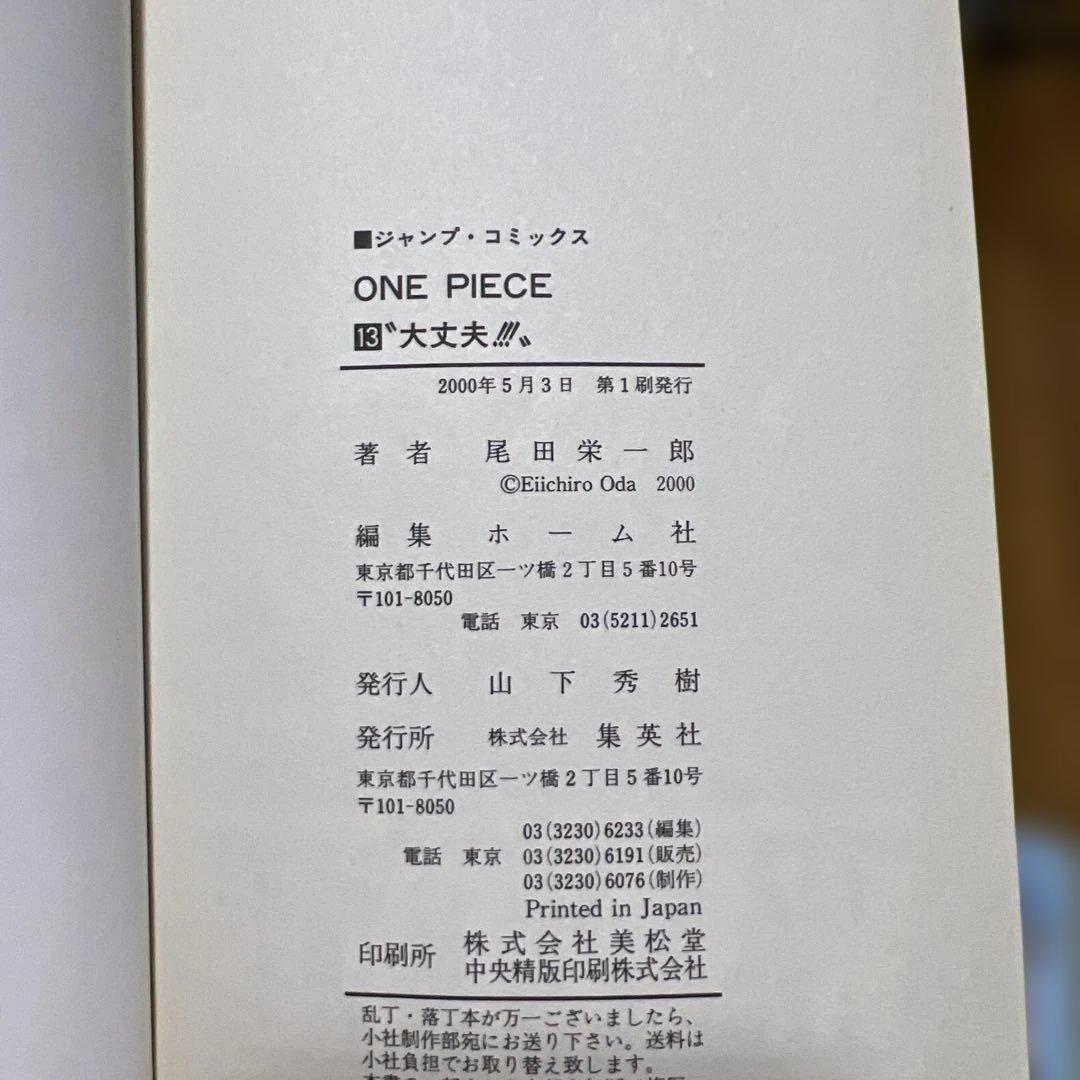 ■ジャンプ・コミックス
ONE PIECE
13〝大丈夫!!!〟
2000年5月3日 第1刷発行
著者 尾田栄一郎
©Eiichiro Oda 2000
編集 ホーム社
東京都千代田区一ツ橋2丁目5番10号
〒101-8050
電話 東京 03(5211)2651
発行人 山下秀樹
発行所 株式会社 集英社
東京都千代田区一ツ橋2丁目5番10号
〒101-8050
03(3230)6233(編集)
電話 東京 03(3230)6191(販売)
03(3230)6076(制作)
Printed in Japan
印刷所 株式会社美松堂
中央精版印刷株式会社
乱丁・落丁本が万一ございましたら、
小社制作部宛にお送り下さい。送料は
小社負担でお取り替え致します。